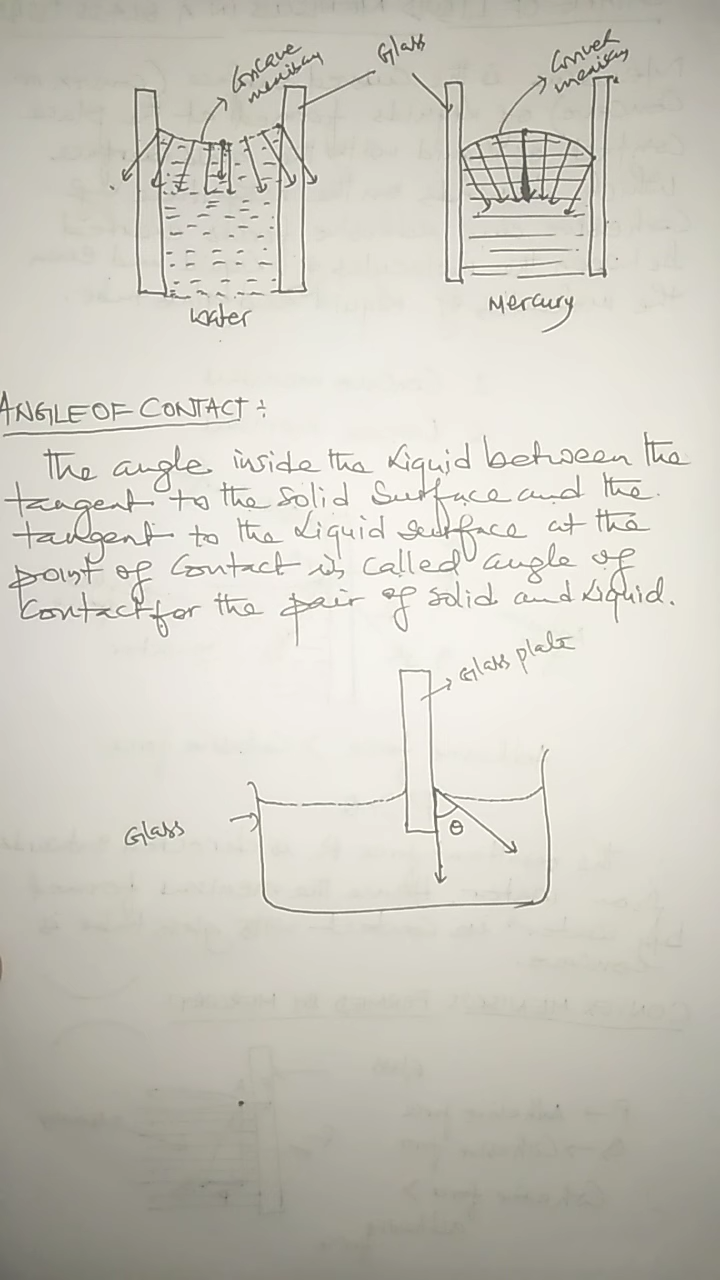 Concave
meniscus
Glass
Convex
meniscus
Water
Mercury
ANGLE OF CONTACT :
The angle inside the Liquid between the
tangent to the solid Surface and the
tangent to the Liquid surface at the
point of Contact is called angle of
Contact for the pair of solid and Liquid.
Glass plate
Glass
θ